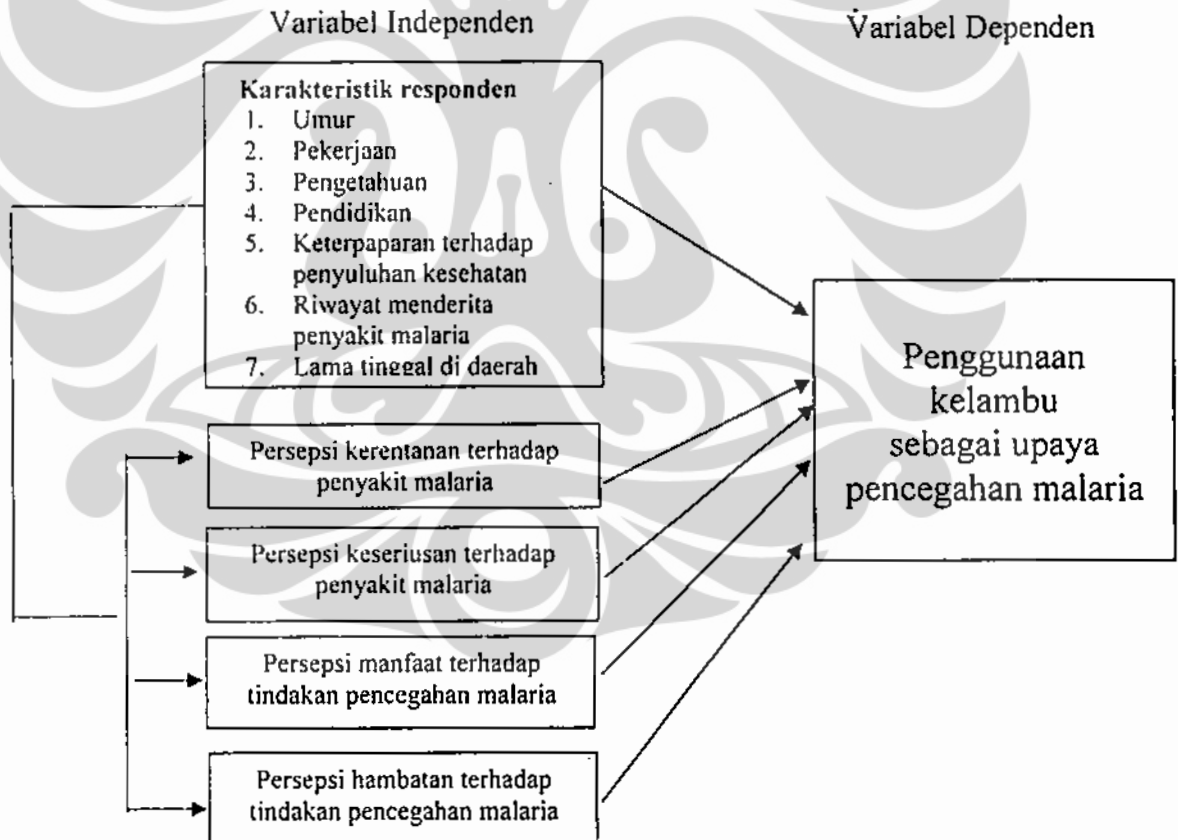 Variabel Independen
Variabel Dependen
Karakteristik responden
1. Umur
2. Pekerjaan
3. Pengetahuan
4. Pendidikan
5. Keterpaparan terhadap
penyuluhan kesehatan
6. Riwayat menderita
penyakit malaria
7. Lama tinggal di daerah
Persepsi kerentanan terhadap
penyakit malaria
Persepsi keseriusan terhadap
penyakit malaria
Persepsi manfaat terhadap
tindakan pencegahan malaria
Persepsi hambatan terhadap
tindakan pencegahan malaria
Penggunaan
kelambu
sebagai upaya
pencegahan malaria